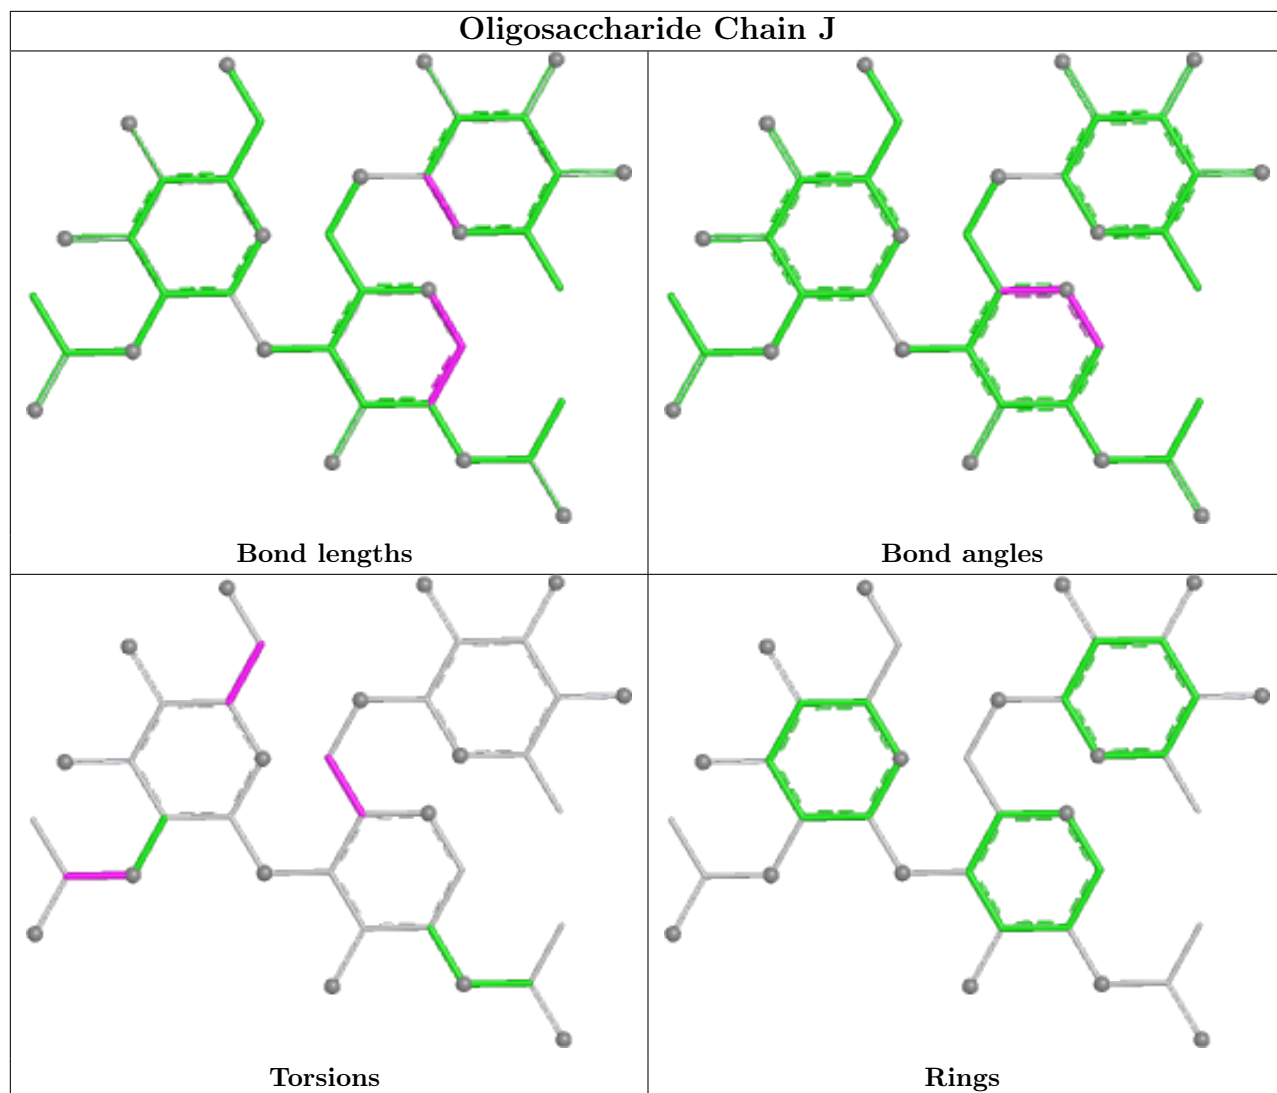 Oligosaccharide Chain J
Bond lengths
Bond angles
Torsions
Rings